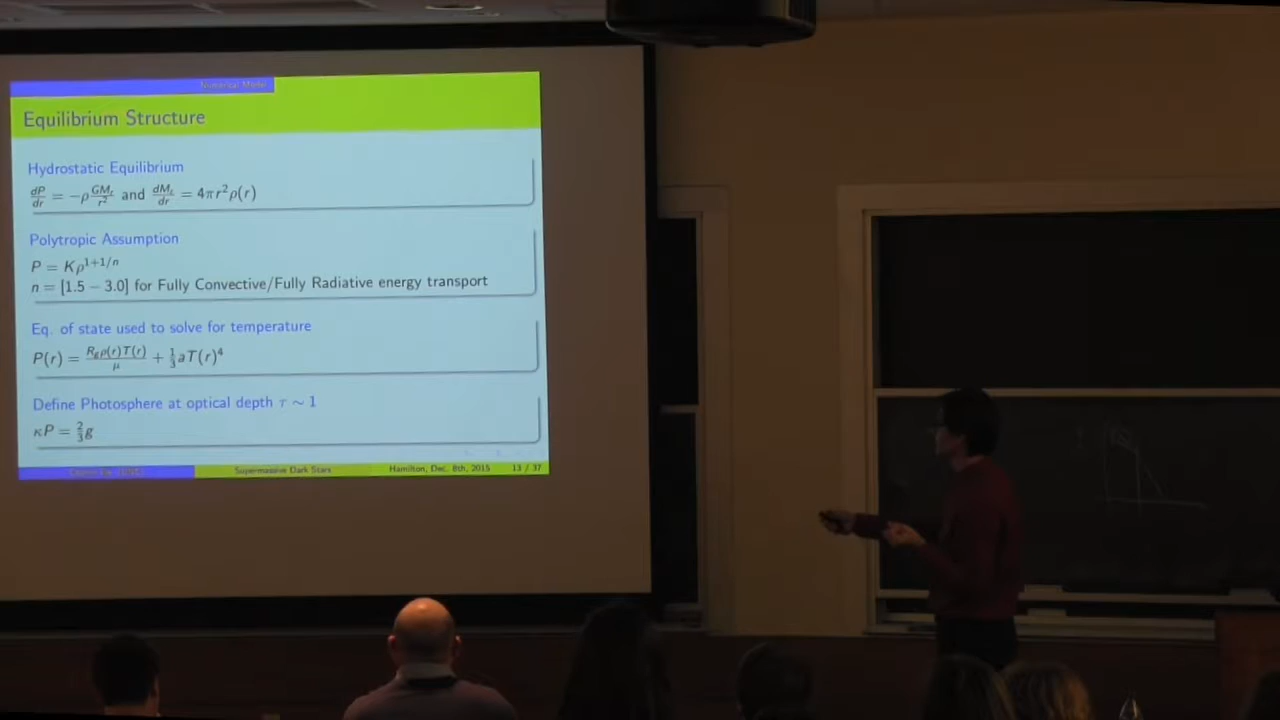 Numerical Model
Equilibrium Structure
Hydrostatic Equilibrium
dP/dr = −ρ GM_r/r² and dM_r/dr = 4πr²ρ(r)
Polytropic Assumption
P = Kρ^{1+1/n}
n = [1.5 − 3.0] for Fully Convective/Fully Radiative energy transport
Eq. of state used to solve for temperature
P(r) = R_gρ(r)T(r)/μ + 1/3 aT(r)⁴
Define Photosphere at optical depth τ ∼ 1
κP = 2/3 g
Supermassive Dark Stars
Hamilton, Dec. 8th, 2015
13 / 37